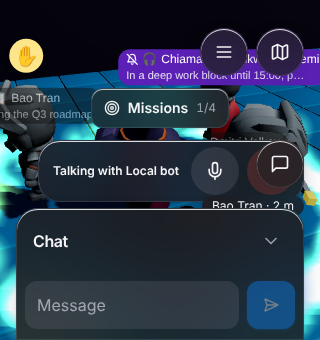 Chiama
In a deep work block until 15:00, p…
Bao Tran
ng the Q3 roadmap
Missions 1/4
Talking with Local bot
Bao Tran · 2 m
Chat
Message